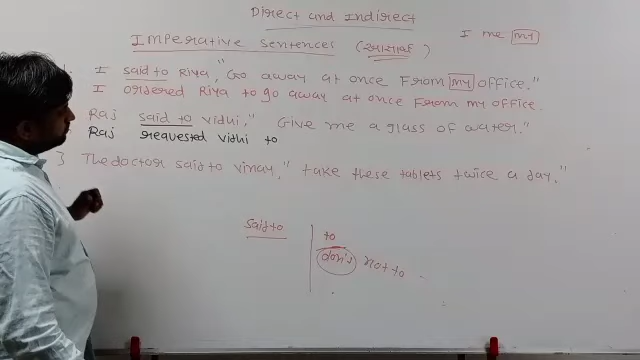 Direct and Indirect
I me my
Imperative sentences (આજ્ઞાર્થ)
1. I said to Riya, "Go away at once From my office."
I ordered Riya to go away at once From my office.
Raj said to vidhi, " Give me a glass of water."
Raj requested vidhi to
3 The doctor said to vinay, " take these tablets twice a day."
said to
to
don't not to